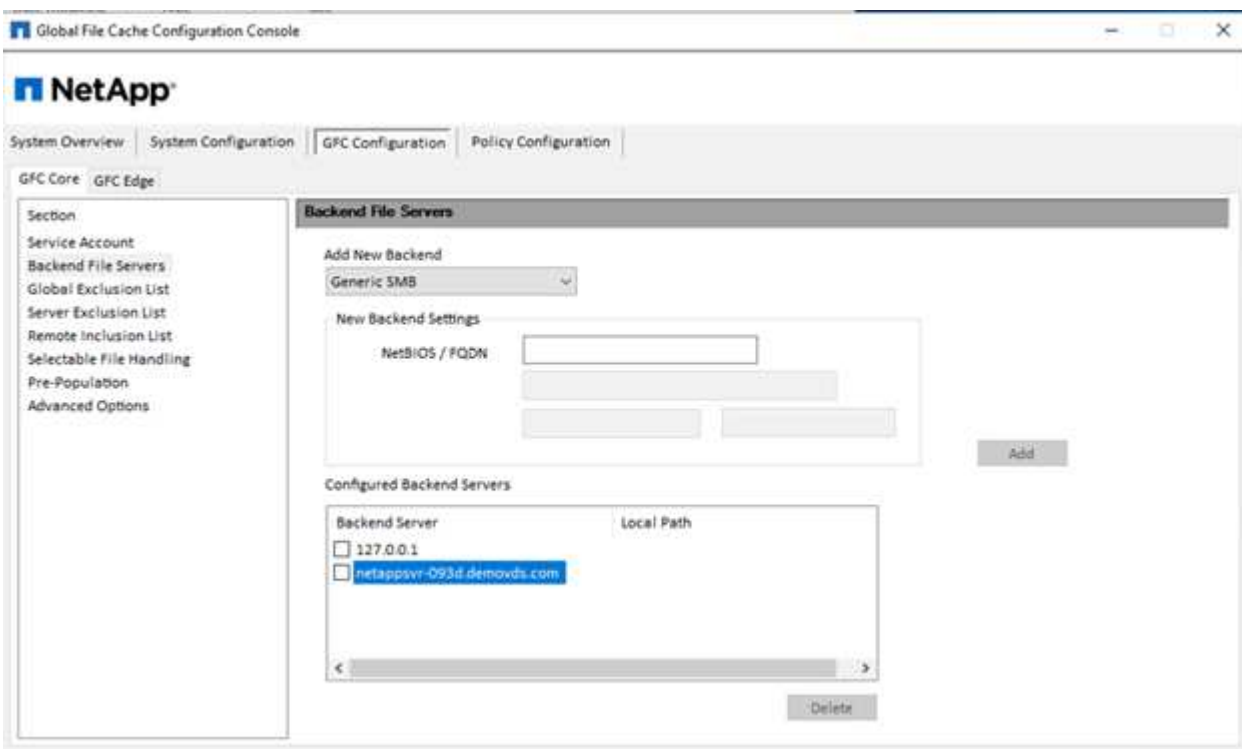 Global File Cache Configuration Console
NetApp
System Overview
System Configuration
GFC Configuration
Policy Configuration
GFC Core
GFC Edge
Section
Service Account
Backend File Servers
Global Exclusion List
Server Exclusion List
Remote Inclusion List
Selectable File Handling
Pre-Population
Advanced Options
Backend File Servers
Add New Backend
Generic SMB
New Backend Settings
NetBIOS / FQDN
Add
Configured Backend Servers
Backend Server
Local Path
127.0.0.1
netappsvr-093d.demovds.com
Delete